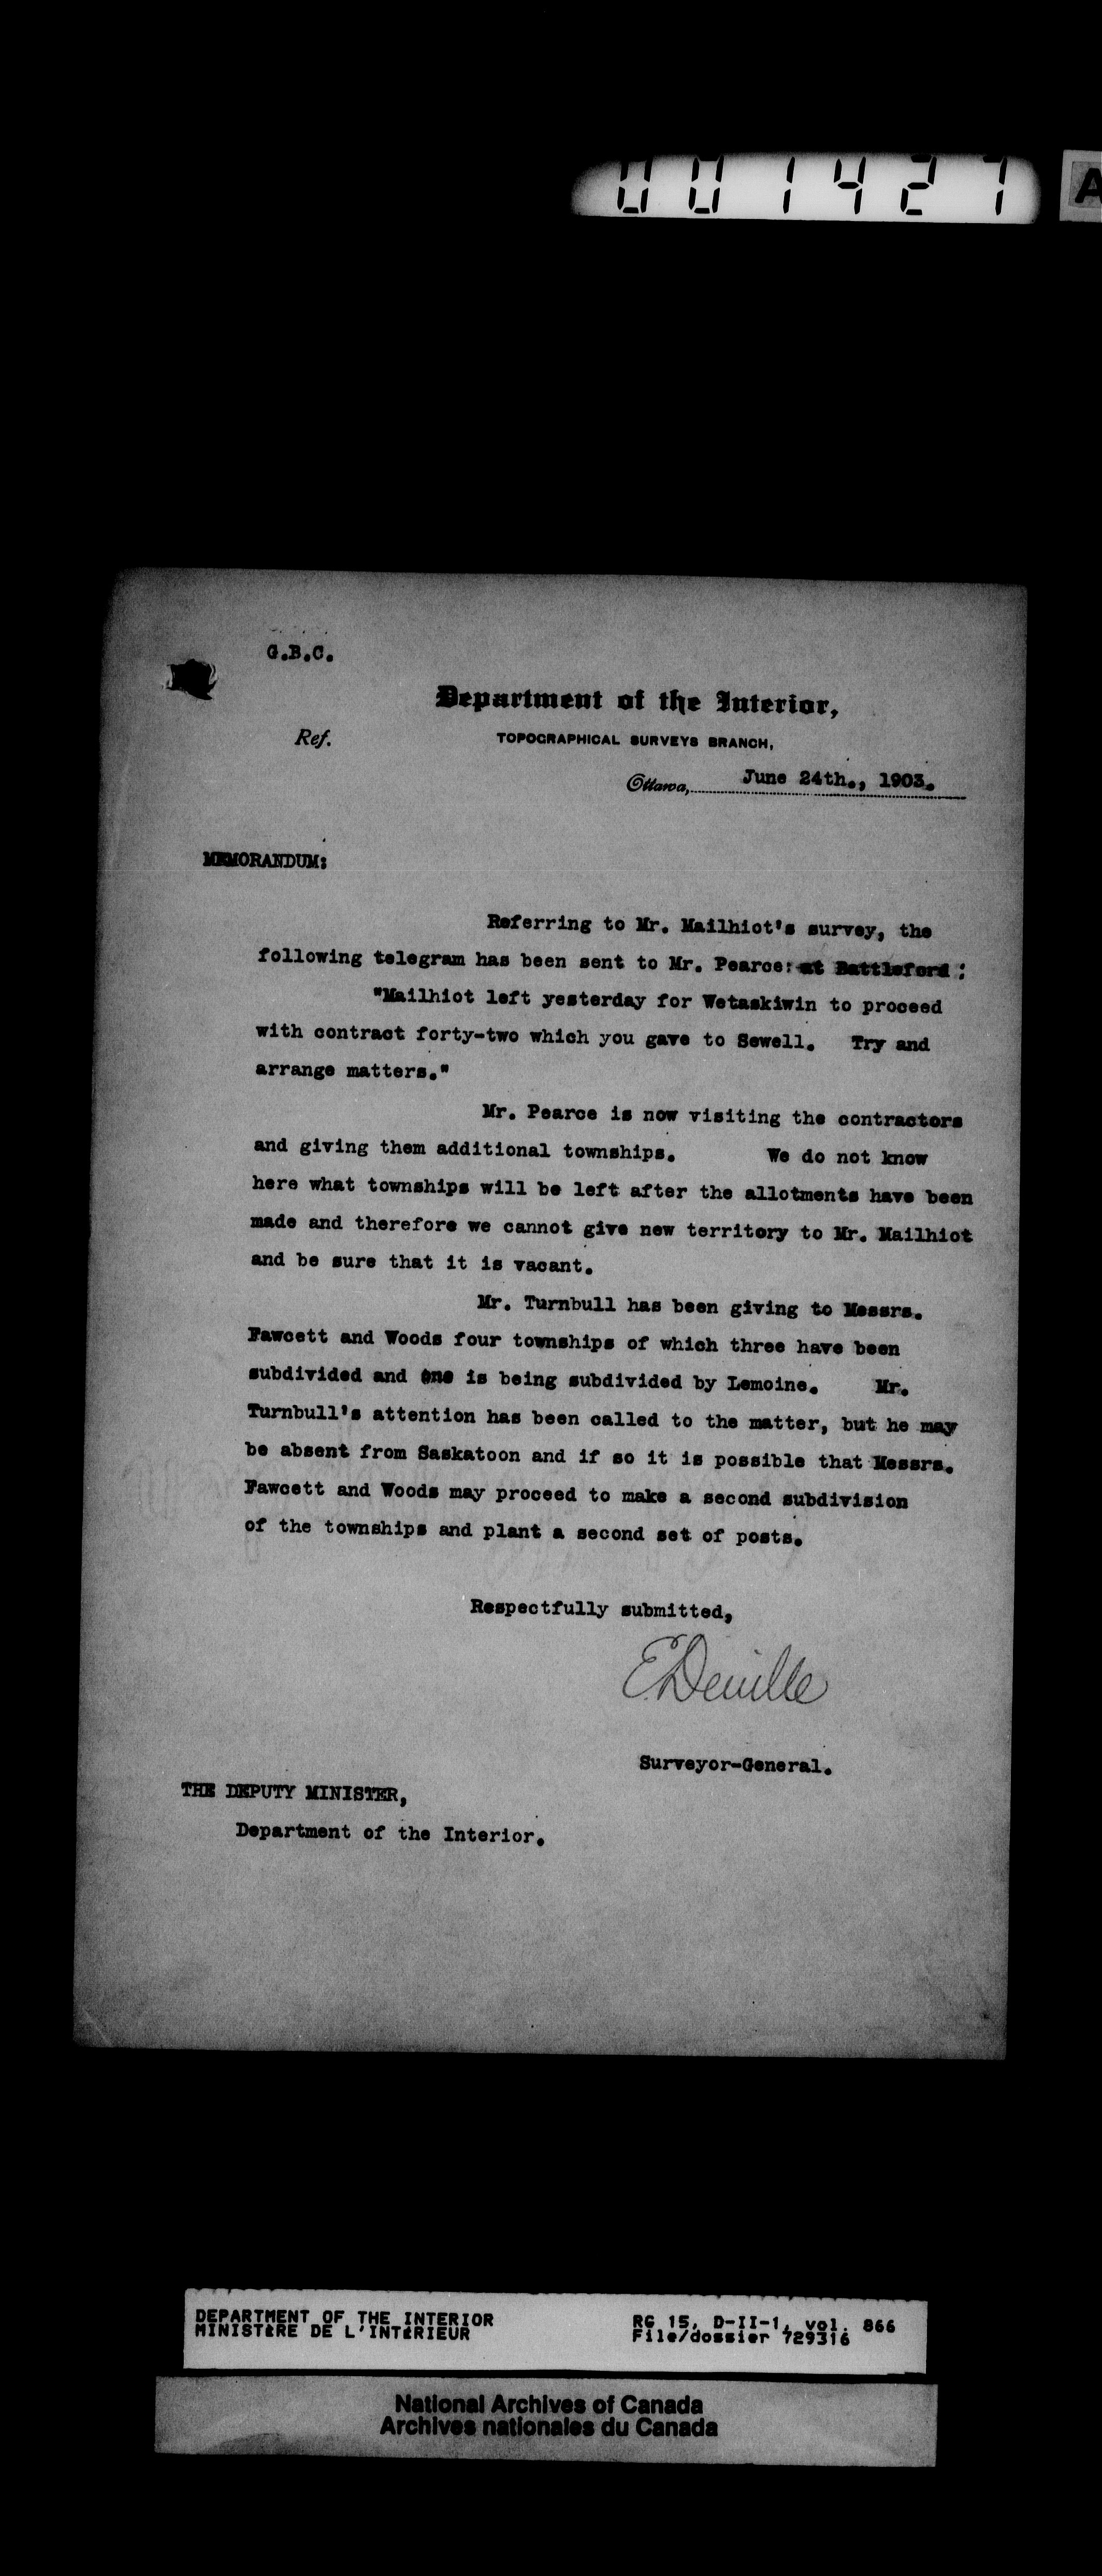 001427
A
G.B.C.
Department of the Interior,
Ref.
TOPOGRAPHICAL SURVEYS BRANCH,
Ottawa, June 24th., 1903.
MEMORANDUM:
Referring to Mr. Mailhiot's survey, the
following telegram has been sent to Mr. Pearce: at Battleford :
"Mailhiot left yesterday for Wetaskiwin to proceed
with contract forty-two which you gave to Sewell. Try and
arrange matters."
Mr. Pearce is now visiting the contractors
and giving them additional townships. We do not know
here what townships will be left after the allotments have been
made and therefore we cannot give new territory to Mr. Mailhiot
and be sure that it is vacant.
Mr. Turnbull has been giving to Messrs.
Fawcett and Woods four townships of which three have been
subdivided and one is being subdivided by Lemoine. Mr.
Turnbull's attention has been called to the matter, but he may
be absent from Saskatoon and if so it is possible that Messrs.
Fawcett and Woods may proceed to make a second subdivision
of the townships and plant a second set of posts.
Respectfully submitted,
E. Deville
Surveyor-General.
THE DEPUTY MINISTER,
Department of the Interior.
DEPARTMENT OF THE INTERIOR
MINISTÈRE DE L'INTÉRIEUR
RG 15, D-II-1, vol. 866
File/dossier 729316
National Archives of Canada
Archives nationales du Canada